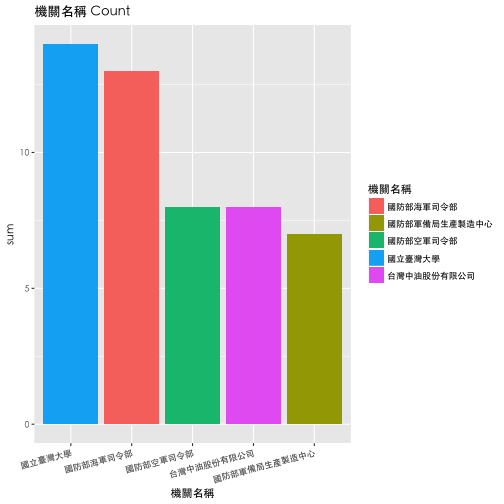 機關名稱 Count
sum
10
5
0
國立臺灣大學
國防部海軍司令部
國防部空軍司令部
台灣中油股份有限公司
國防部軍備局生產製造中心
機關名稱
機關名稱
國防部海軍司令部
國防部軍備局生產製造中心
國防部空軍司令部
國立臺灣大學
台灣中油股份有限公司